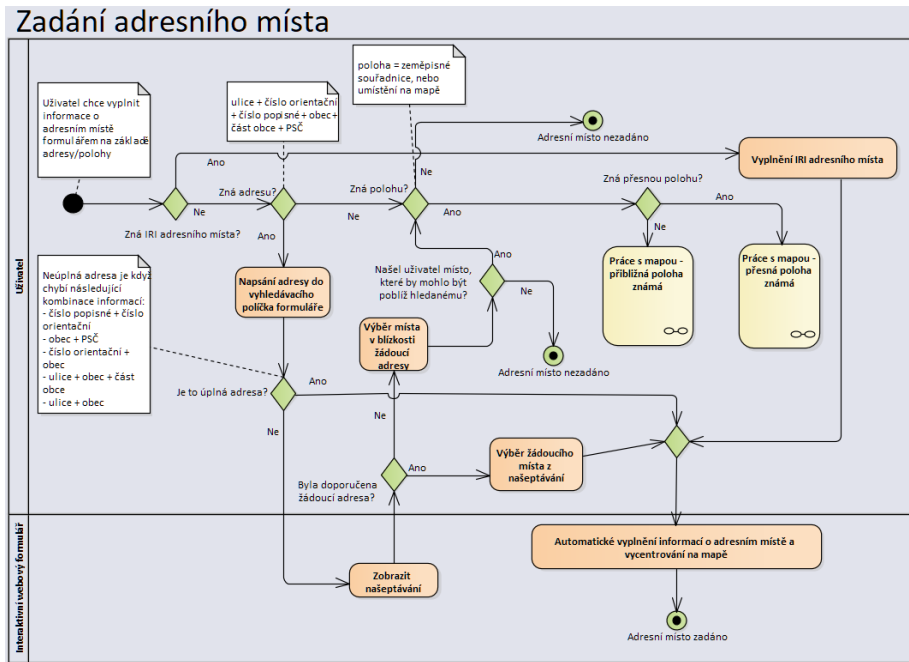 Zadání adresního místa
Uživatel
Uživatel chce vyplnit
informace o
adresním místě
formulářem na základě
adresy/polohy
ulice + číslo orientační
+ číslo popisné + obec +
část obce + PSČ
poloha = zeměpisné
souřadnice, nebo
umístění na mapě
Adresní místo nezadáno
Vyplnění IRI adresního místa
Ano
Ne
Zná IRI adresního místa?
Zná adresu?
Ne
Ano
Zná polohu?
Ne
Ano
Zná přesnou polohu?
Ano
Ne
Práce s mapou -
přibližná poloha
známá
Práce s mapou -
přesná poloha
známá
Neúplná adresa je když
chybí následující
kombinace informací:
- číslo popisné + číslo
orientační
- obec + PSČ
- číslo orientační +
obec
- ulice + obec + část
obce
- ulice + obec
Napsání adresy do
vyhledávacího
políčka formuláře
Našel uživatel místo,
které by mohlo být
poblíž hledanému?
Ano
Ne
Adresní místo nezadáno
Výběr místa
v blízkosti
žádoucí
adresy
Je to úplná adresa?
Ano
Ne
Ne
Byla doporučena
žádoucí adresa?
Ano
Výběr žádoucího
místa z
našeptávání
Interaktivní webový formulář
Zobrazit
našeptávání
Automatické vyplnění informací o adresním místě a
vycentrování na mapě
Adresní místo zadáno